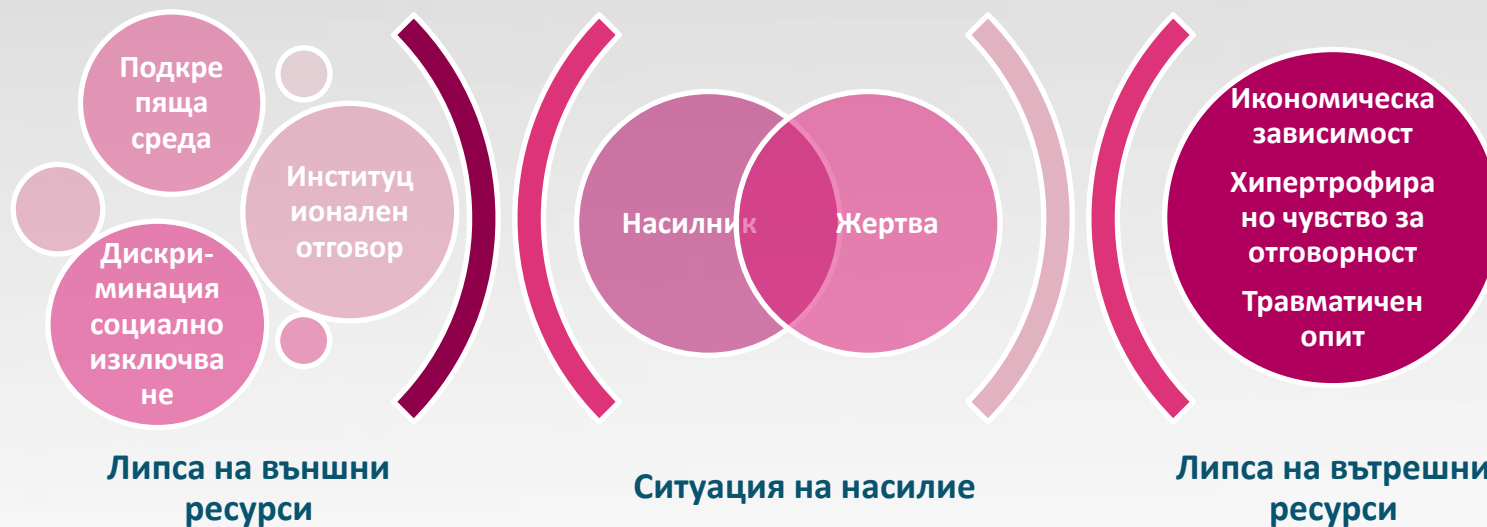 Подкре
пяща
среда
Институц
ионален
отговор
Дискри-
минация
социално
изключва
не
Липса на външни
ресурси
Насилник
Жертва
Ситуация на насилие
Икономическа
зависимост
Хипертрофира
но чувство за
отговорност
Травматичен
опит
Липса на вътрешни
ресурси